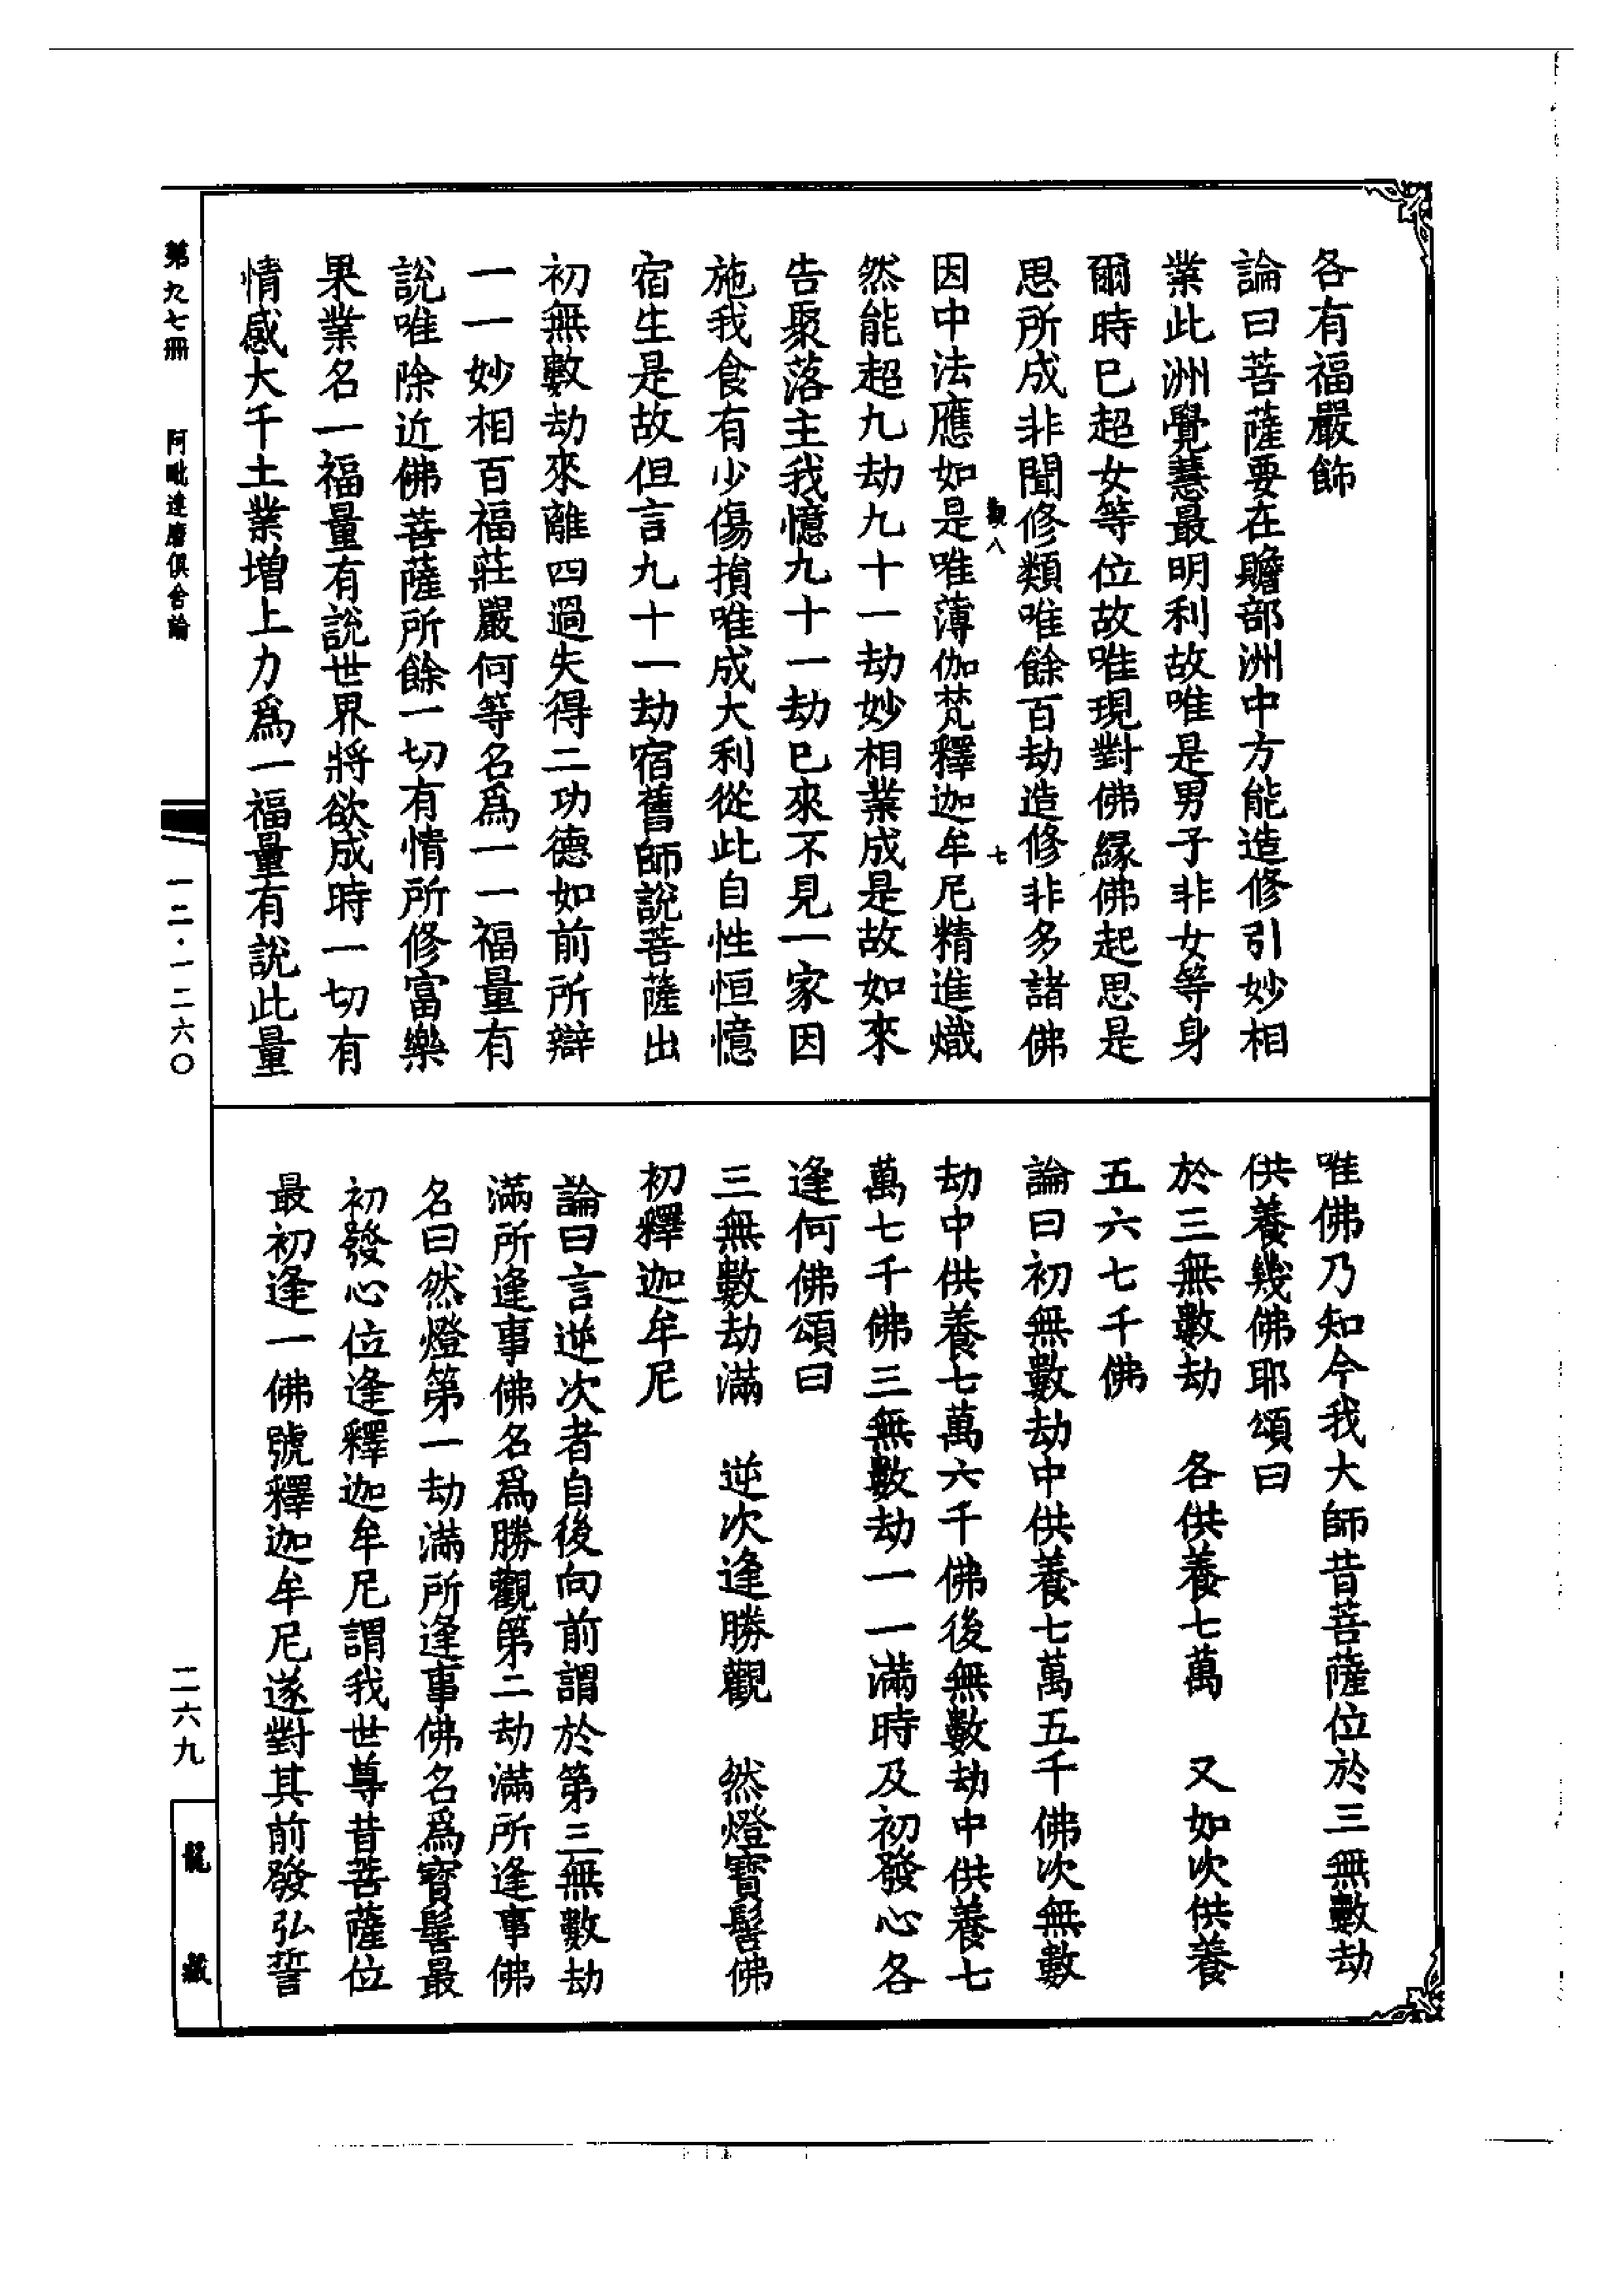 各有福嚴飾
論曰菩薩要在贍部洲中方能造修引妙相
業此洲覺慧最明利故唯是男子非女等身
爾時已超女等位故唯現對佛緣佛起思是
思所成非聞修類唯餘百劫造修非多諸佛
因中法應如是唯薄伽梵釋迦牟尼精進熾
然能超九劫九十一劫妙相業成是故如來
告聚落主我憶九十一劫已來不見一家因
施我食有少傷損唯成大利從此自性恒憶
宿生是故但言九十一劫宿舊師說菩薩出
初無數劫來離四過失得二功德如前所辯
一一妙相百福莊嚴何等名爲一一福量有
說唯除近佛菩薩所餘一切有情所修富樂
果業名一福量有說世界將欲成時一切有
情感大千土業增上力爲一福量有說此量
唯佛乃知今我大師昔菩薩位於三無數劫
供養幾佛耶頌曰
於三無數劫　各供養七萬　又如次供養
五六七千佛
論曰初無數劫中供養七萬五千佛次無數
劫中供養七萬六千佛後無數劫中供養七
萬七千佛三無數劫一一滿時及初發心各
逢何佛頌曰
三無數劫滿　逆次逢勝觀　然燈寶髻佛
初釋迦牟尼
論曰言逆次者自後向前謂於第三無數劫
滿所逢事佛名爲勝觀第二劫滿所逢事佛
名曰然燈第一劫滿所逢事佛名爲寶髻最
初發心位逢釋迦牟尼謂我世尊昔菩薩位
最初逢一佛號釋迦牟尼遂對其前發弘誓
第九七冊　阿毗達磨俱舍論
一二·一二六〇
二六九
龍藏
八
七